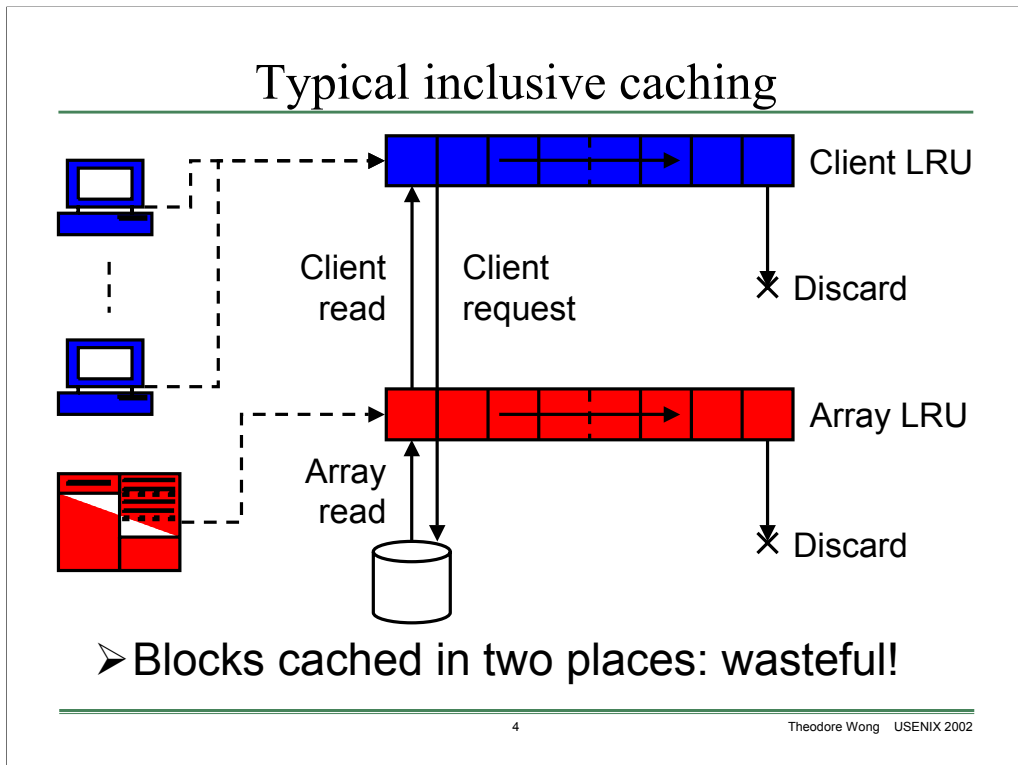 Typical inclusive caching
Client LRU
Client
read
Client
request
Discard
Array LRU
Array
read
Discard
➢Blocks cached in two places: wasteful!
4
Theodore Wong USENIX 2002